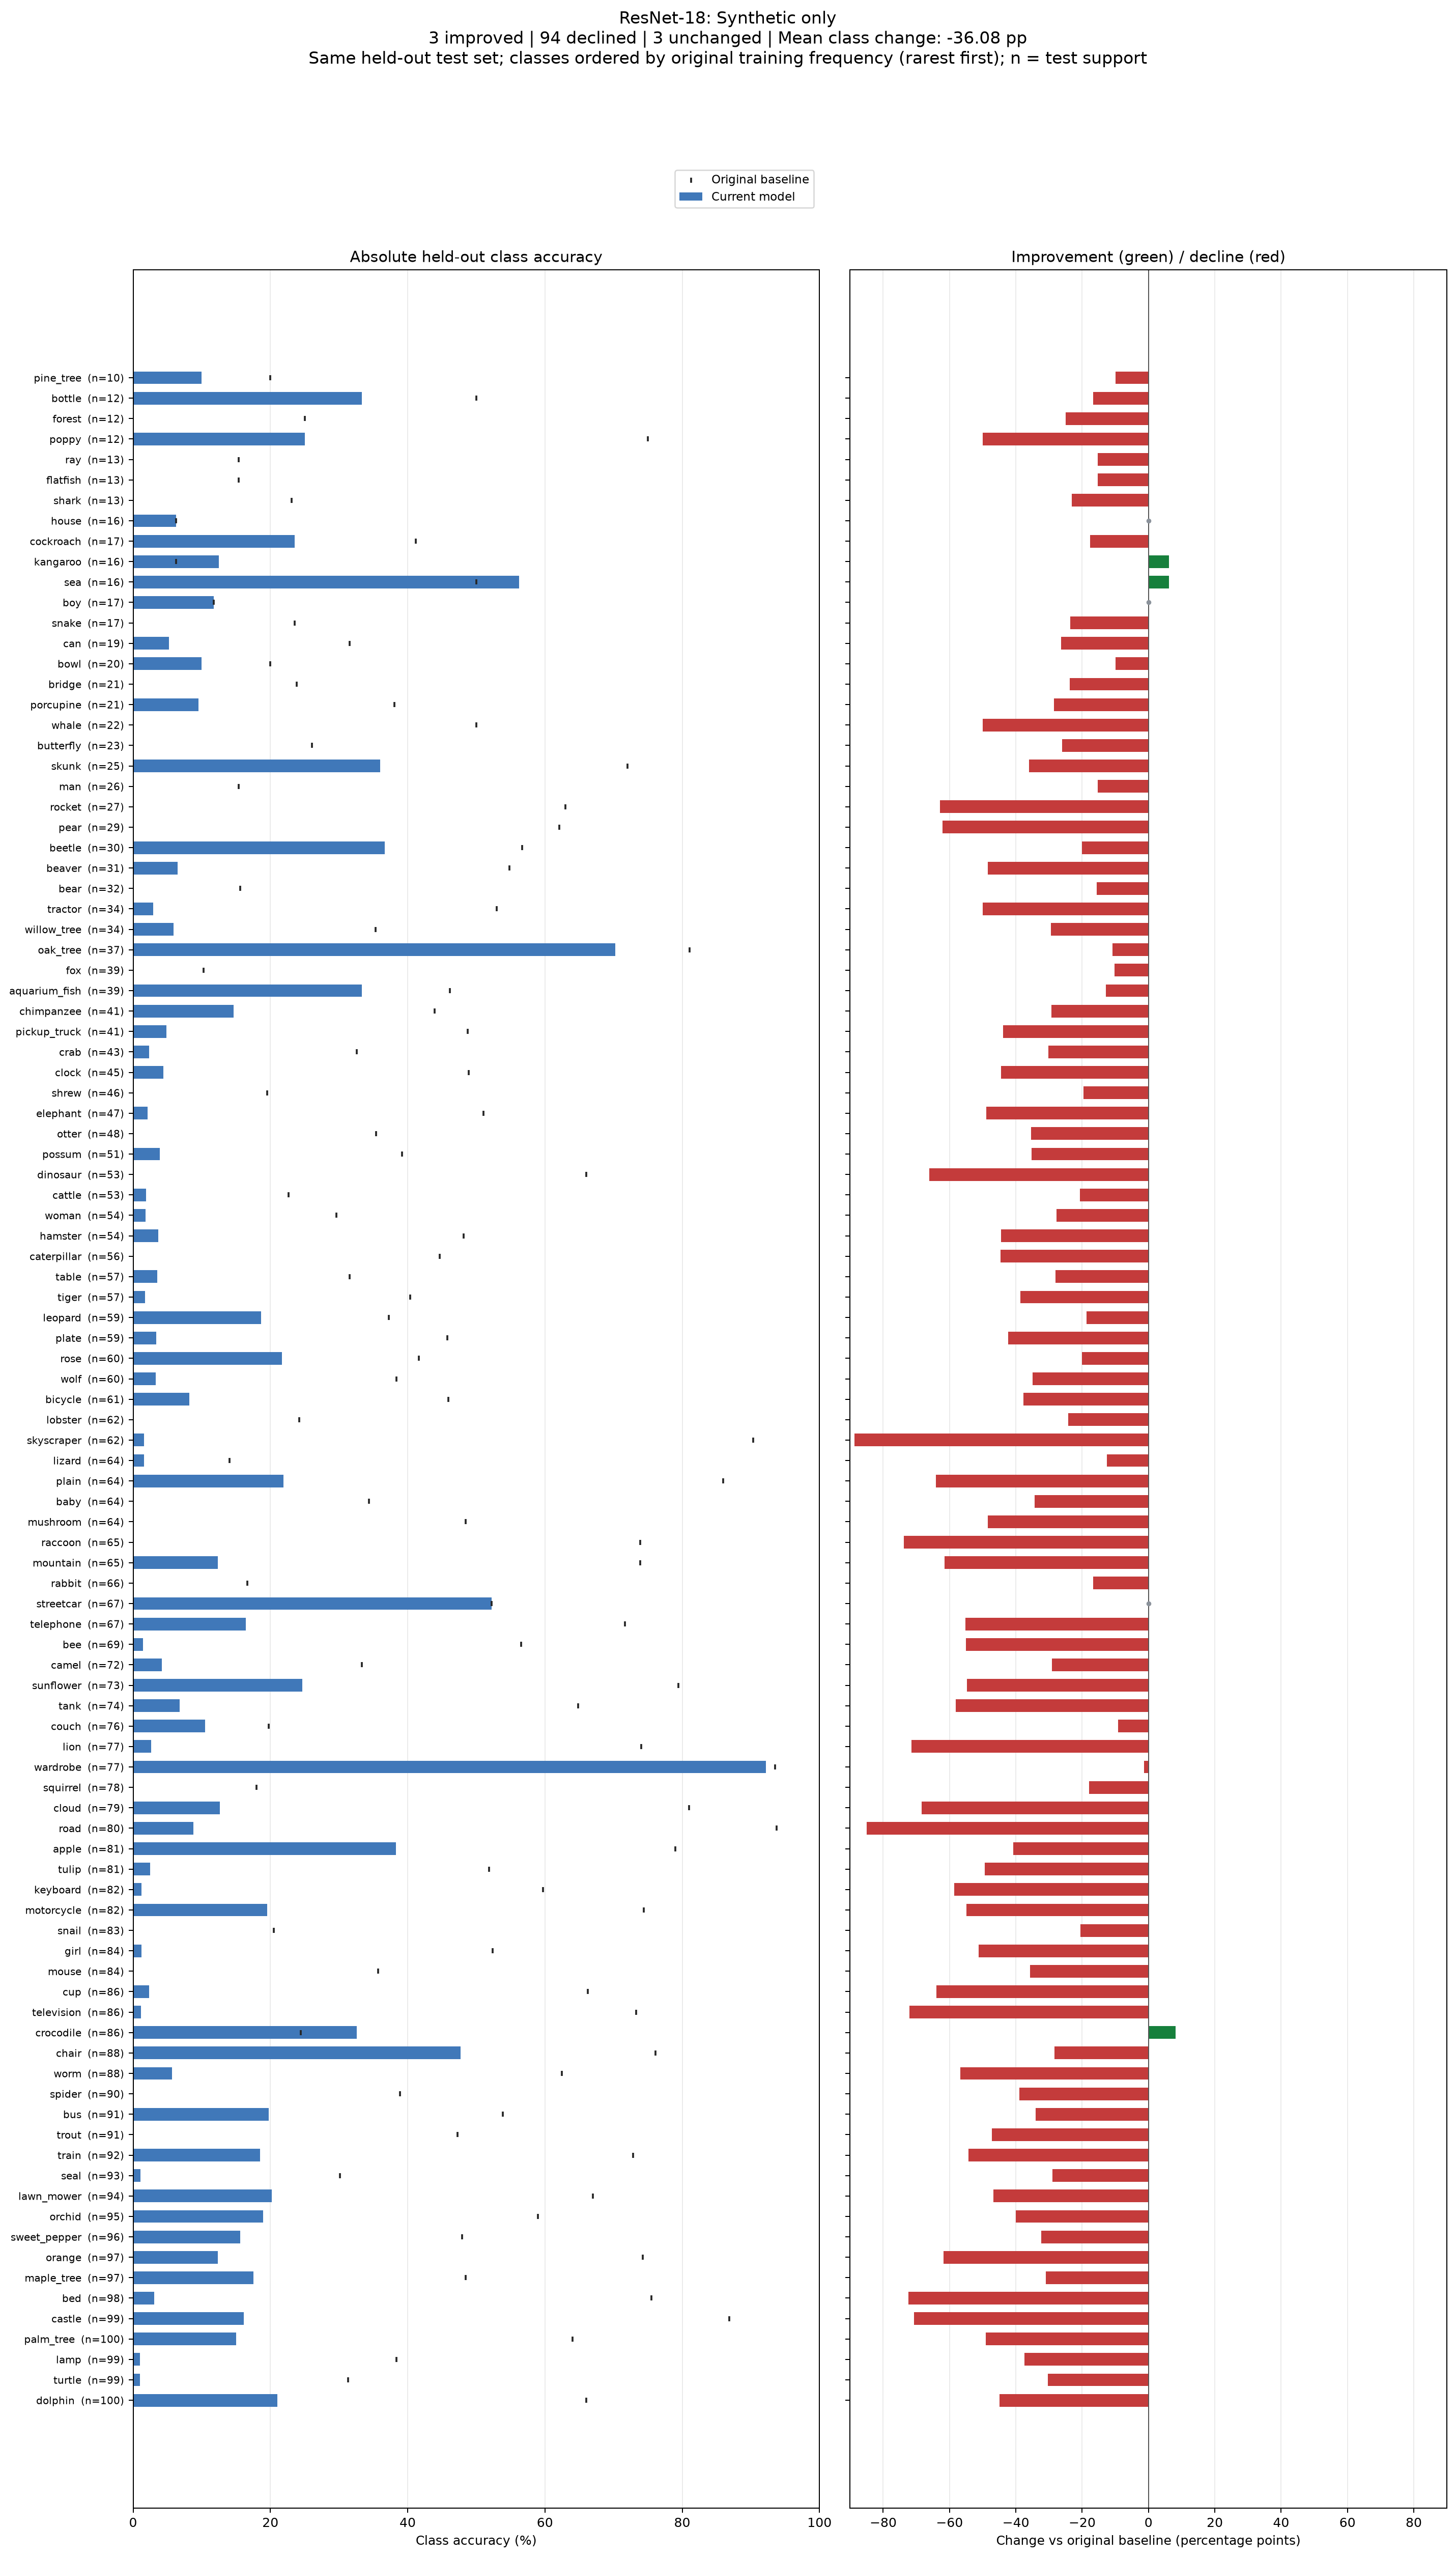 ResNet-18: Synthetic only
3 improved | 94 declined | 3 unchanged | Mean class change: -36.08 pp
Same held-out test set; classes ordered by original training frequency (rarest first); n = test support
Original baseline
Current model
Absolute held-out class accuracy
Improvement (green) / decline (red)
pine_tree (n=10)
bottle (n=12)
forest (n=12)
poppy (n=12)
ray (n=13)
flatfish (n=13)
shark (n=13)
house (n=16)
cockroach (n=17)
kangaroo (n=16)
sea (n=16)
boy (n=17)
snake (n=17)
can (n=19)
bowl (n=20)
bridge (n=21)
porcupine (n=21)
whale (n=22)
butterfly (n=23)
skunk (n=25)
man (n=26)
rocket (n=27)
pear (n=29)
beetle (n=30)
beaver (n=31)
bear (n=32)
tractor (n=34)
willow_tree (n=34)
oak_tree (n=37)
fox (n=39)
aquarium_fish (n=39)
chimpanzee (n=41)
pickup_truck (n=41)
crab (n=43)
clock (n=45)
shrew (n=46)
elephant (n=47)
otter (n=48)
possum (n=51)
dinosaur (n=53)
cattle (n=53)
woman (n=54)
hamster (n=54)
caterpillar (n=56)
table (n=57)
tiger (n=57)
leopard (n=59)
plate (n=59)
rose (n=60)
wolf (n=60)
bicycle (n=61)
lobster (n=62)
skyscraper (n=62)
lizard (n=64)
plain (n=64)
baby (n=64)
mushroom (n=64)
raccoon (n=65)
mountain (n=65)
rabbit (n=66)
streetcar (n=67)
telephone (n=67)
bee (n=69)
camel (n=72)
sunflower (n=73)
tank (n=74)
couch (n=76)
lion (n=77)
wardrobe (n=77)
squirrel (n=78)
cloud (n=79)
road (n=80)
apple (n=81)
tulip (n=81)
keyboard (n=82)
motorcycle (n=82)
snail (n=83)
girl (n=84)
mouse (n=84)
cup (n=86)
television (n=86)
crocodile (n=86)
chair (n=88)
worm (n=88)
spider (n=90)
bus (n=91)
trout (n=91)
train (n=92)
seal (n=93)
lawn_mower (n=94)
orchid (n=95)
sweet_pepper (n=96)
orange (n=97)
maple_tree (n=97)
bed (n=98)
castle (n=99)
palm_tree (n=100)
lamp (n=99)
turtle (n=99)
dolphin (n=100)
0 20 40 60 80 100
Class accuracy (%)
−80 −60 −40 −20 0 20 40 60 80
Change vs original baseline (percentage points)